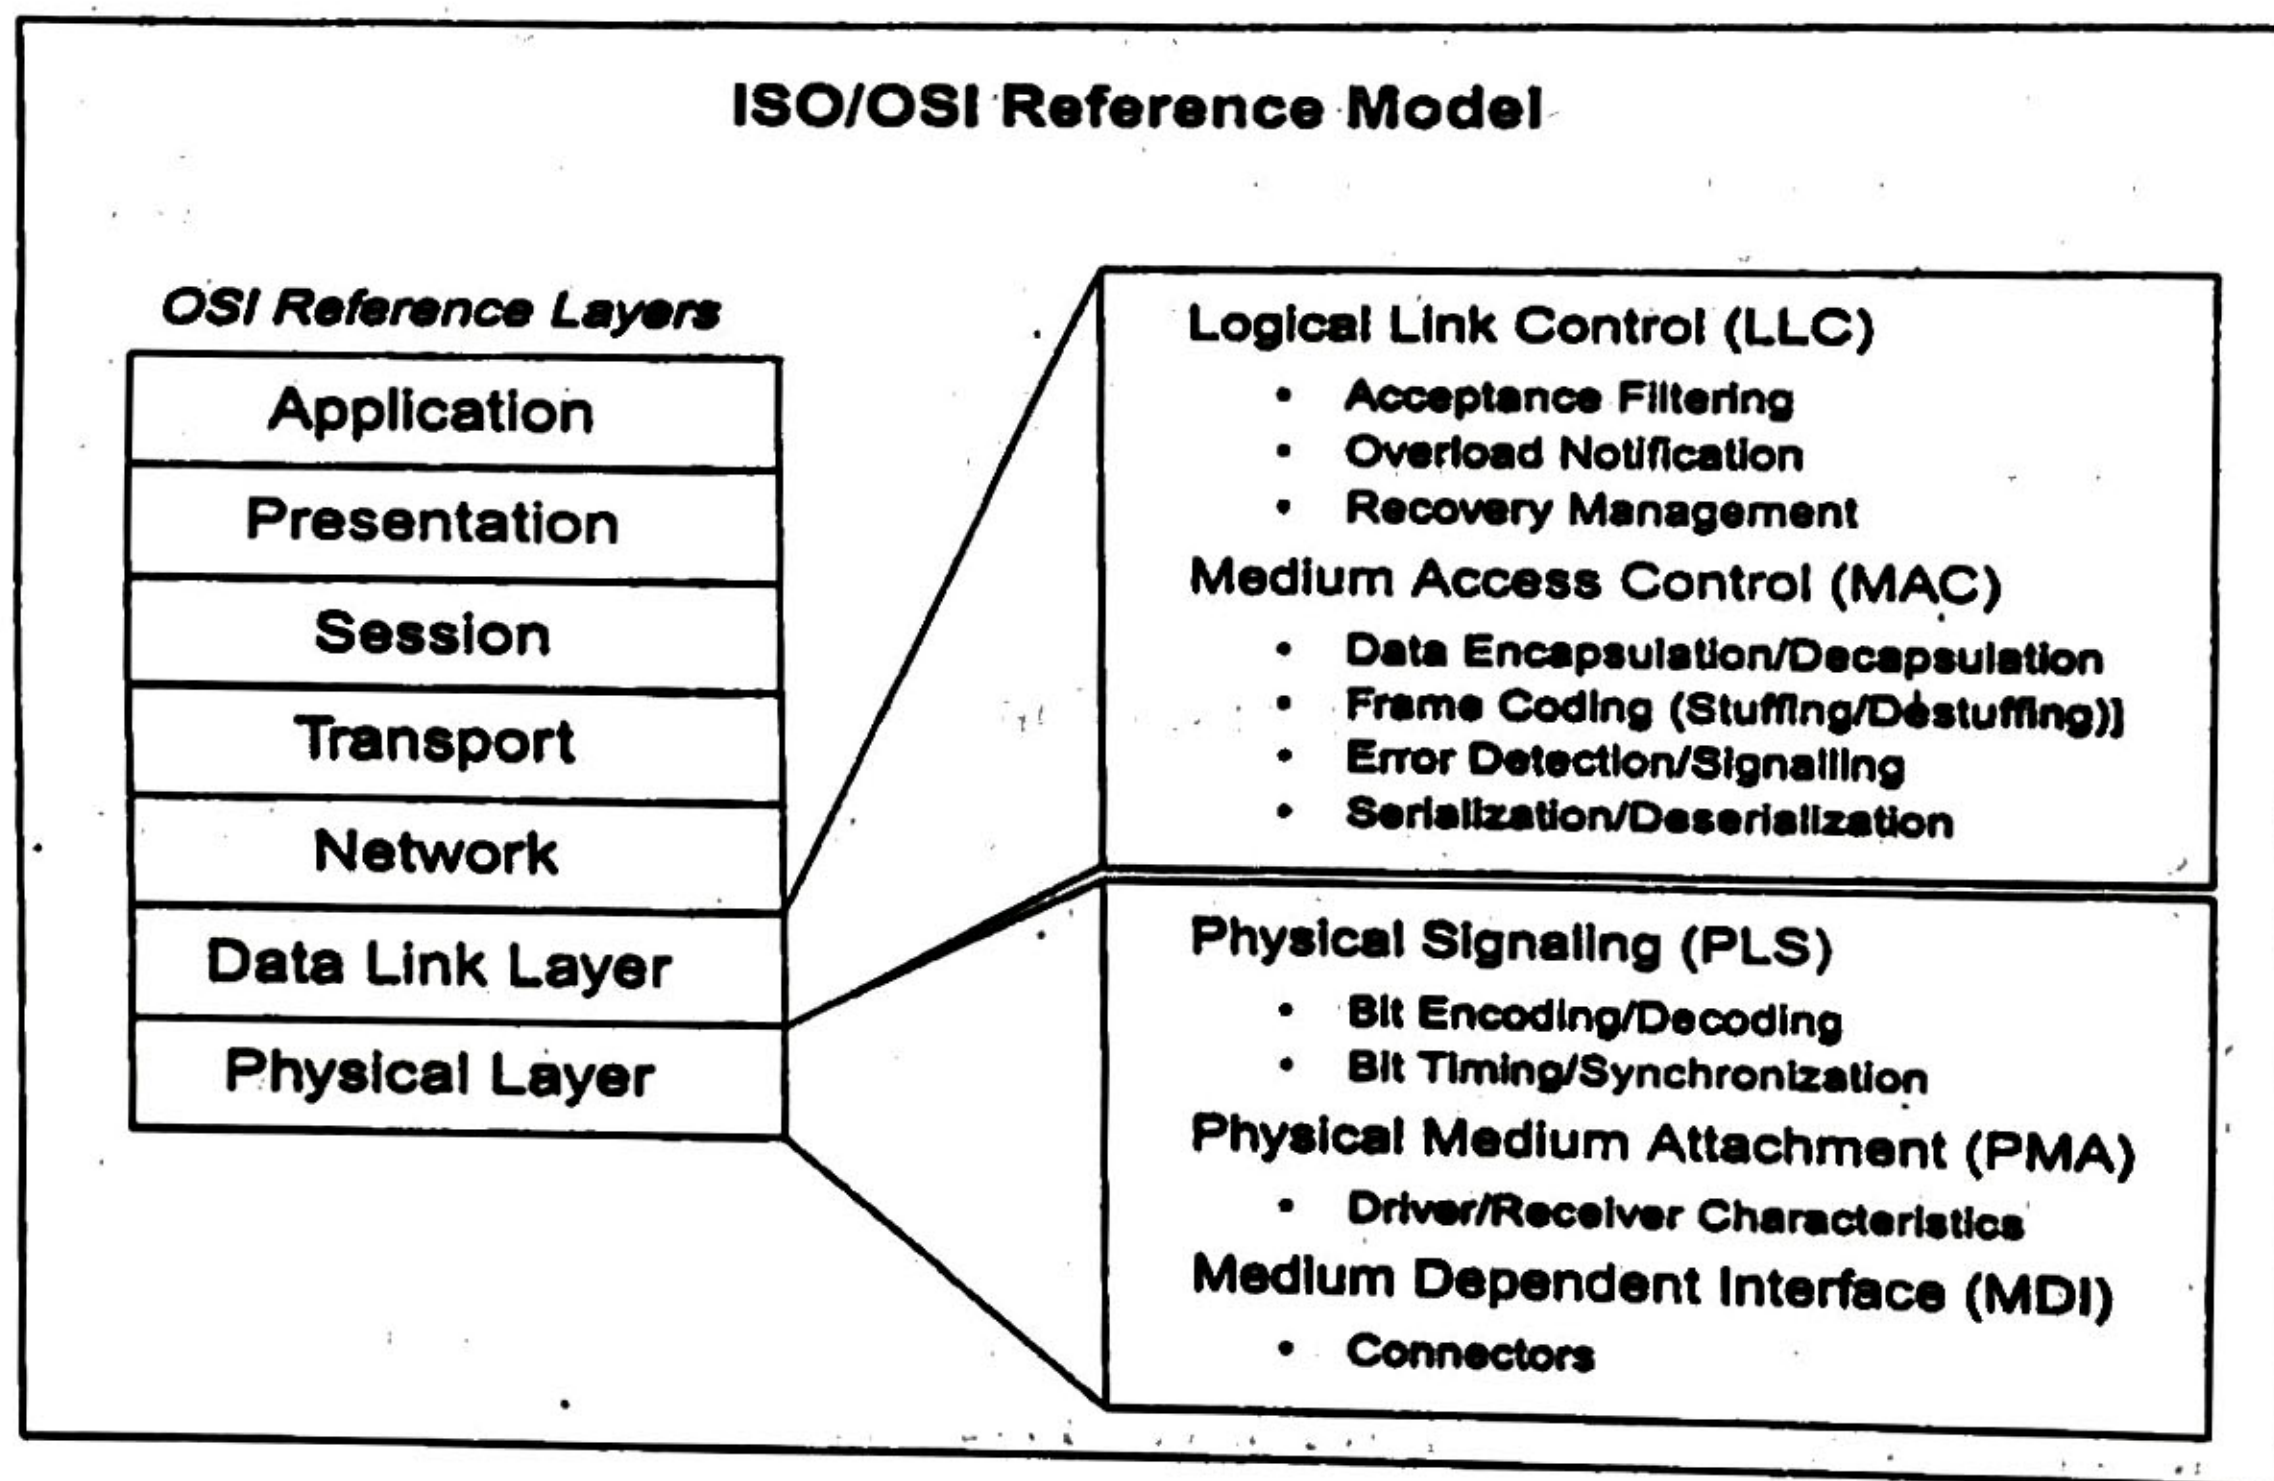 ISO/OSI Reference Model
OSI Reference Layers
Application
Presentation
Session
Transport
Network
Data Link Layer
Physical Layer
Logical Link Control (LLC)
• Acceptance Filtering
• Overload Notification
• Recovery Management
Medium Access Control (MAC)
• Data Encapsulation/Decapsulation
• Frame Coding (Stuffing/Destuffing)]
• Error Detection/Signalling
• Serialization/Deserialization
Physical Signaling (PLS)
• Bit Encoding/Decoding
• Bit Timing/Synchronization
Physical Medium Attachment (PMA)
• Driver/Receiver Characteristics
Medium Dependent Interface (MDI)
• Connectors